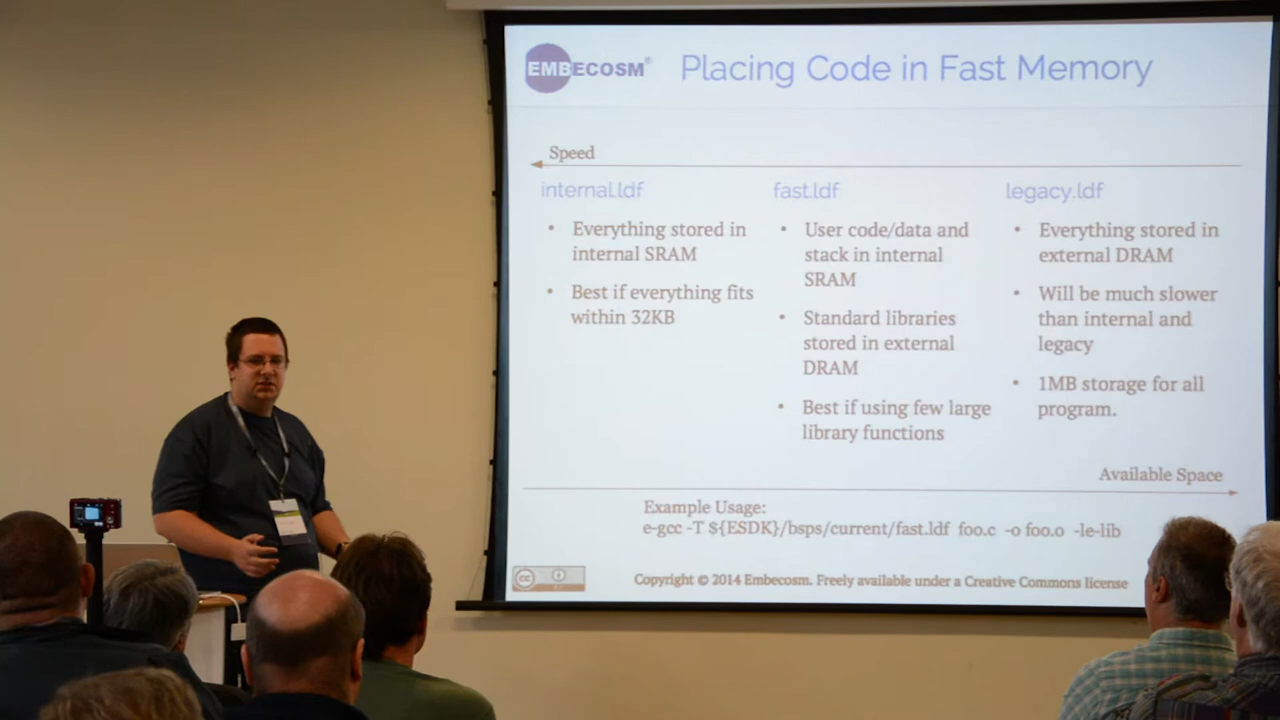 EMBECOSM®
Placing Code in Fast Memory
Speed
internal.ldf
• Everything stored in
internal SRAM
• Best if everything fits
within 32KB
fast.ldf
• User code/data and
stack in internal
SRAM
• Standard libraries
stored in external
DRAM
• Best if using few large
library functions
legacy.ldf
• Everything stored in
external DRAM
• Will be much slower
than internal and
legacy
• 1MB storage for all
program.
Available Space
Example Usage:
e-gcc -T ${ESDK}/bsps/current/fast.ldf foo.c -o foo.o -le-lib
cc
Copyright © 2014 Embecosm. Freely available under a Creative Commons license